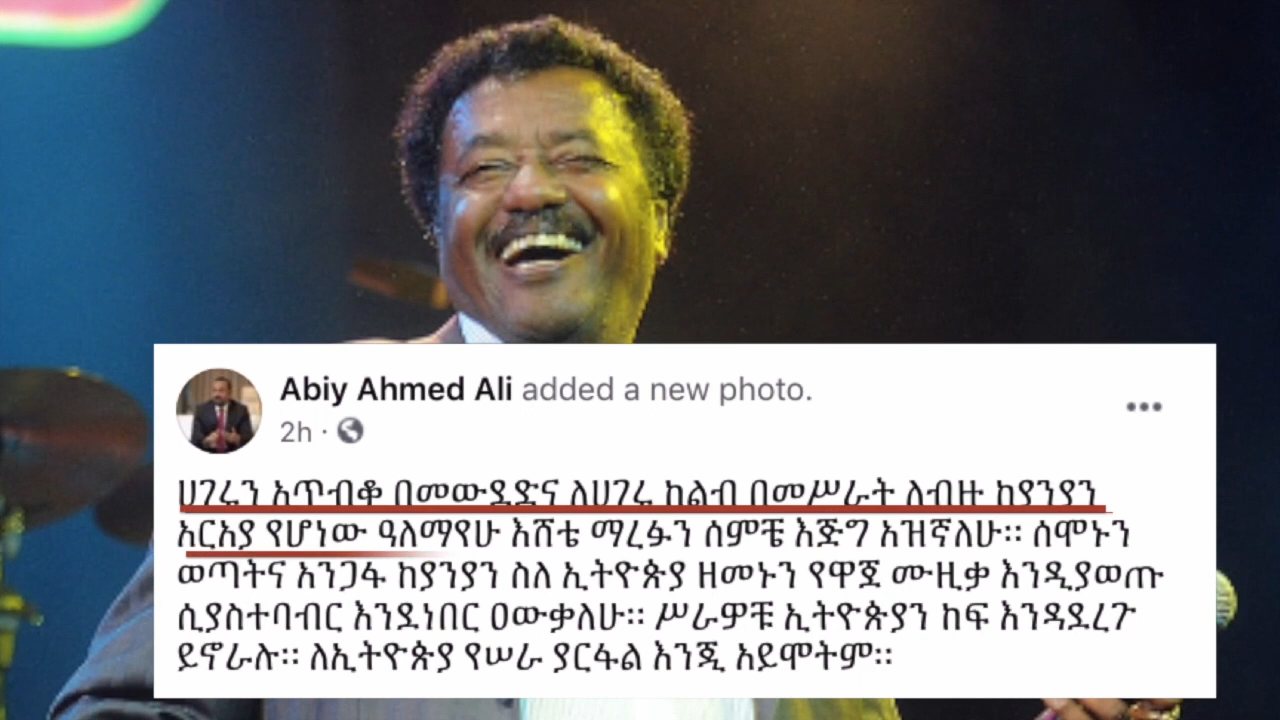 Abiy Ahmed Ali added a new photo.
2h ·
ሀገሩን አጥብቆ በመውደድና ለሀገሩ ከልብ በመሥራት ለብዙ ከያንያን
አርአያ የሆነው ዓለማየሁ እሸቴ ማረፉን ሰምቼ እጅግ አዝኛለሁ። ሰሞኑን
ወጣትና አንጋፋ ከያንያን ስለ ኢትዮጵያ ዘመኑን የዋጀ ሙዚቃ እንዲያወጡ
ሲያስተባብር እንደነበር ዐውቃለሁ። ሥራዎቹ ኢትዮጵያን ከፍ እንዳደረጉ
ይኖራሉ። ለኢትዮጵያ የሠራ ያርፋል እንጂ አይሞትም።